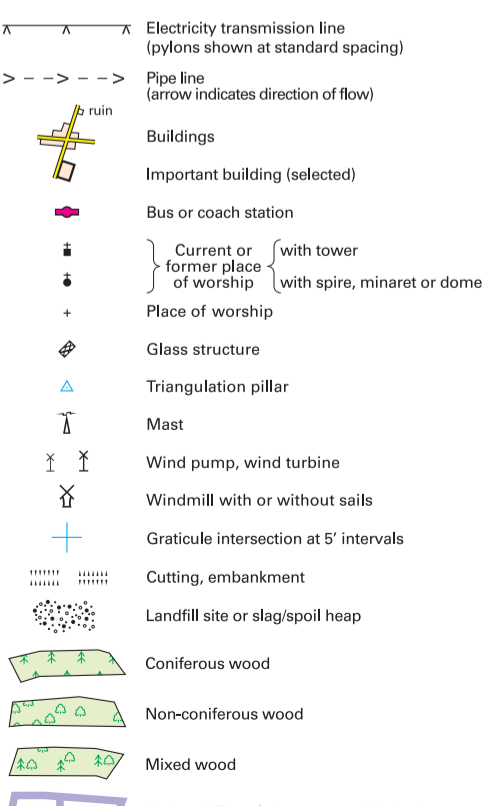 Electricity transmission line
(pylons shown at standard spacing)
Pipe line
(arrow indicates direction of flow)
ruin
Buildings
Important building (selected)
Bus or coach station
Current or
former place
of worship
with tower
with spire, minaret or dome
Place of worship
Glass structure
Triangulation pillar
Mast
Wind pump, wind turbine
Windmill with or without sails
Graticule intersection at 5′ intervals
Cutting, embankment
Landfill site or slag/spoil heap
Coniferous wood
Non-coniferous wood
Mixed wood